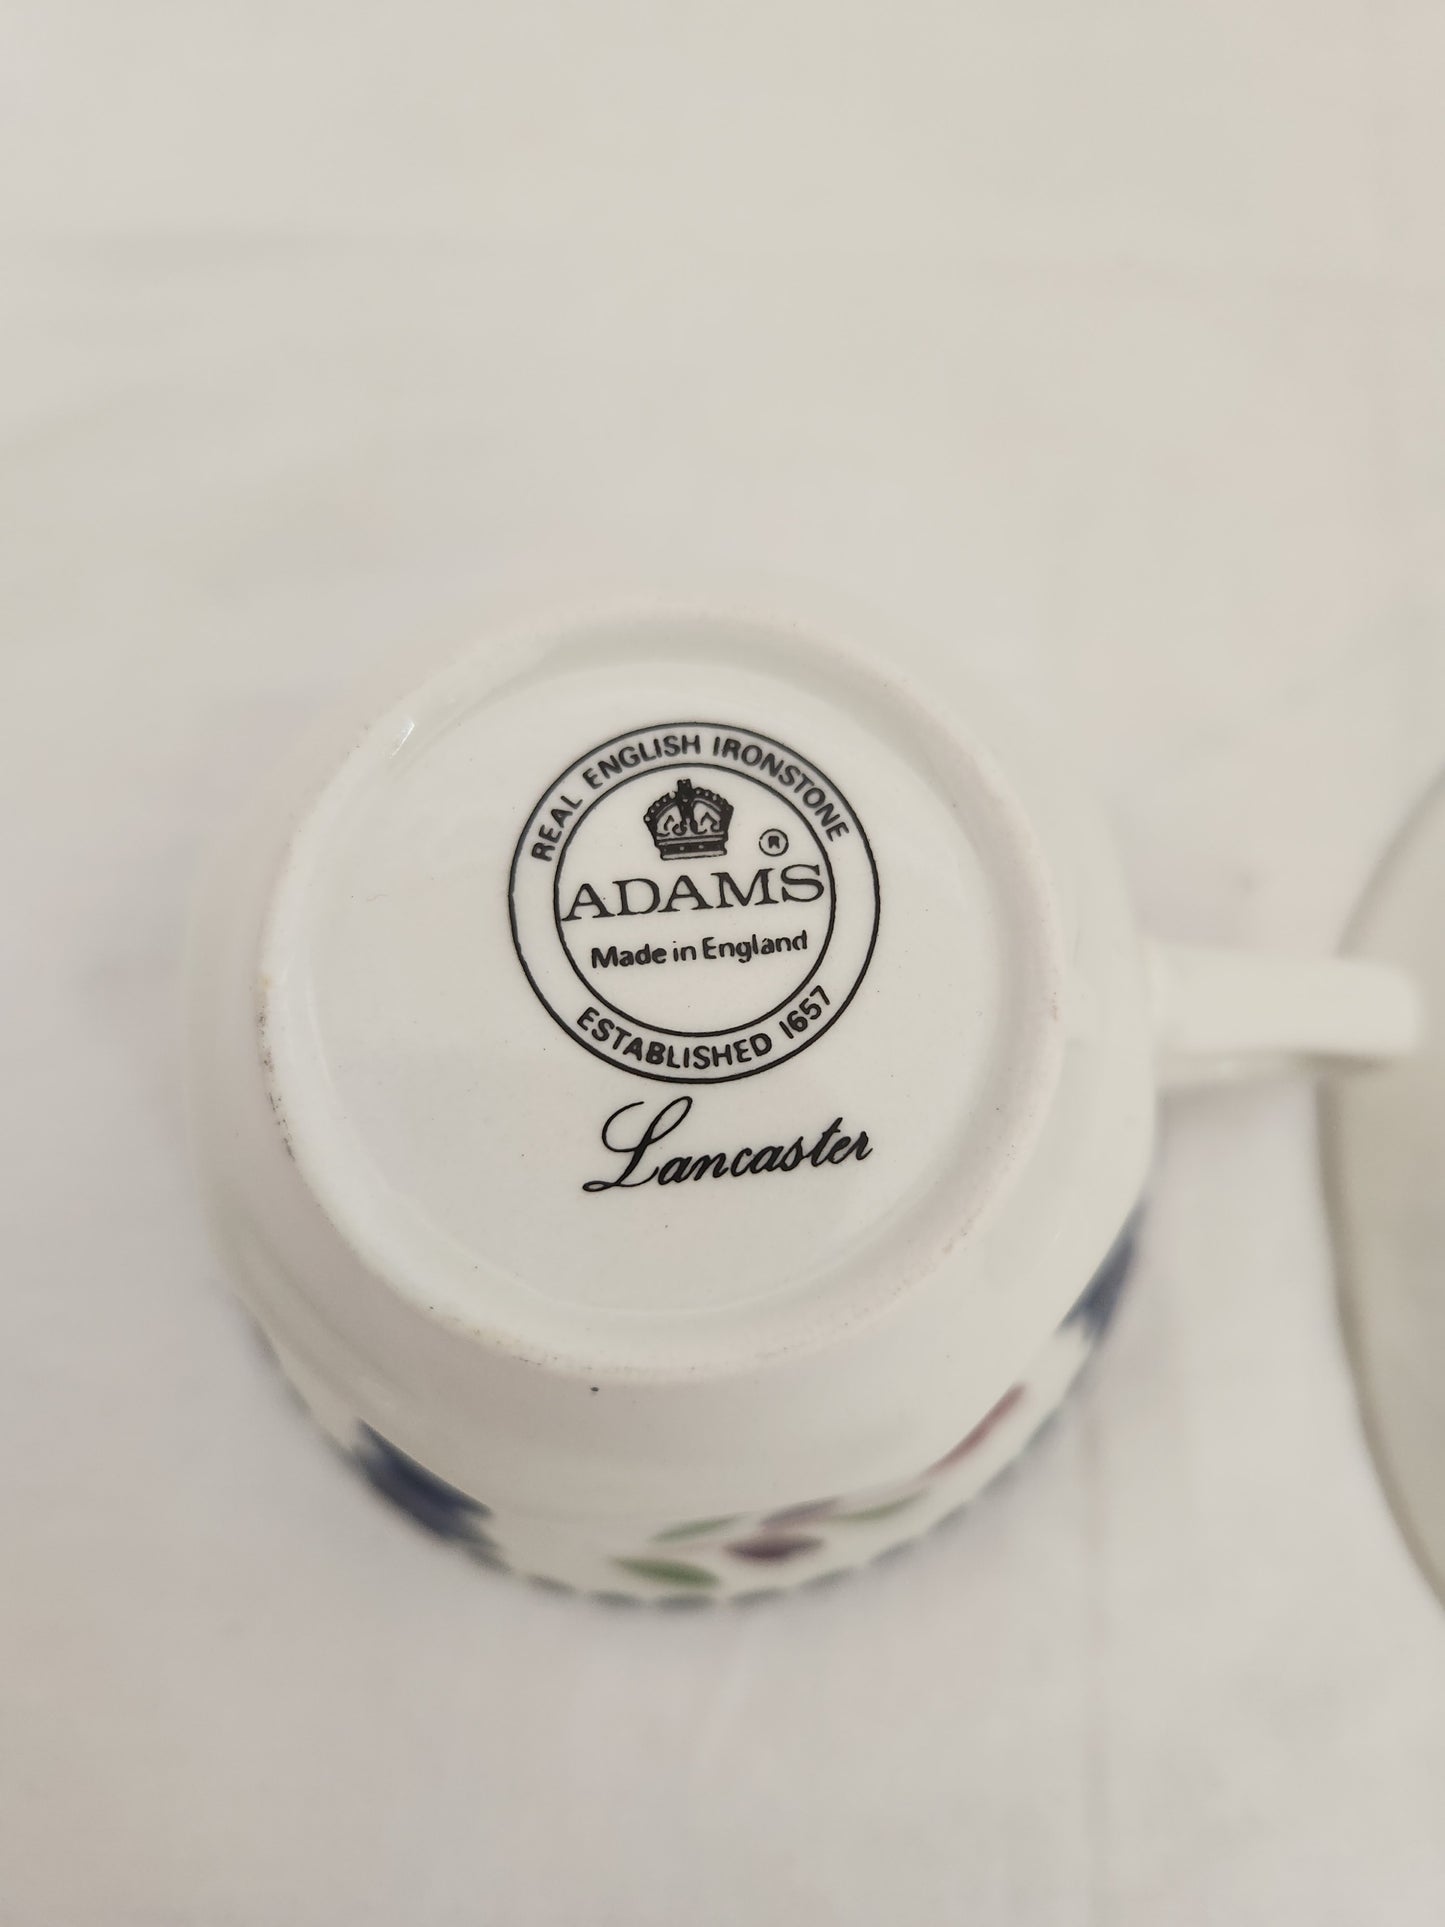 REAL ENGLISH IRONSTONE
®
ADAMS
Made in England
ESTABLISHED 1657
Lancaster